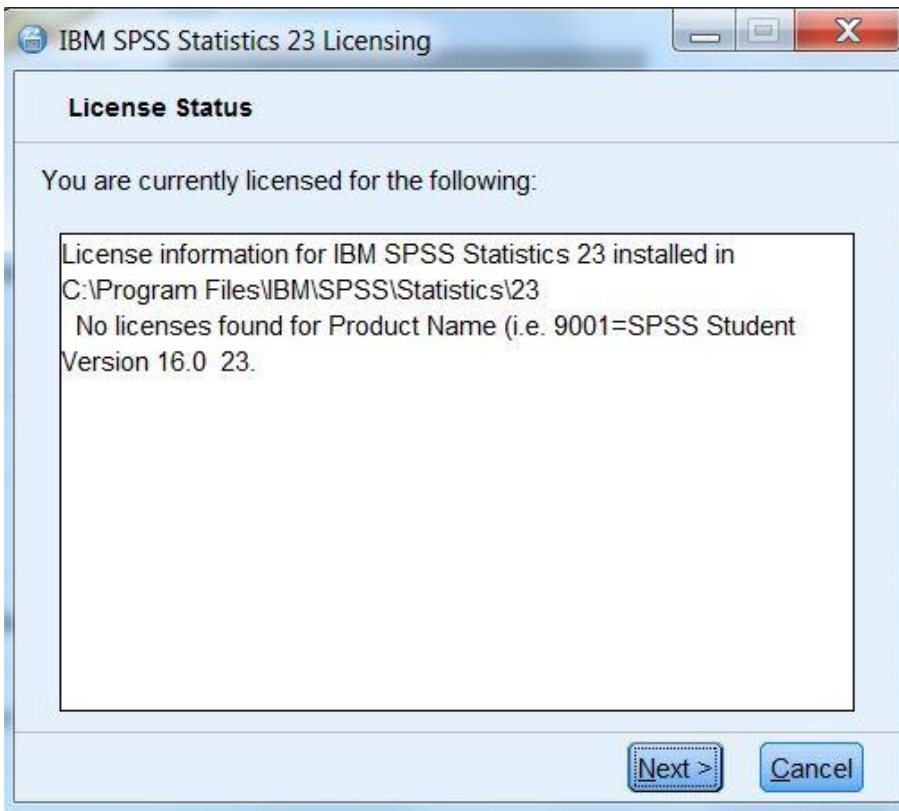 IBM SPSS Statistics 23 Licensing
License Status
You are currently licensed for the following:
License information for IBM SPSS Statistics 23 installed in
C:\Program Files\IBM\SPSS\Statistics\23
No licenses found for Product Name (i.e. 9001=SPSS Student
Version 16.0  23.
Next >
Cancel